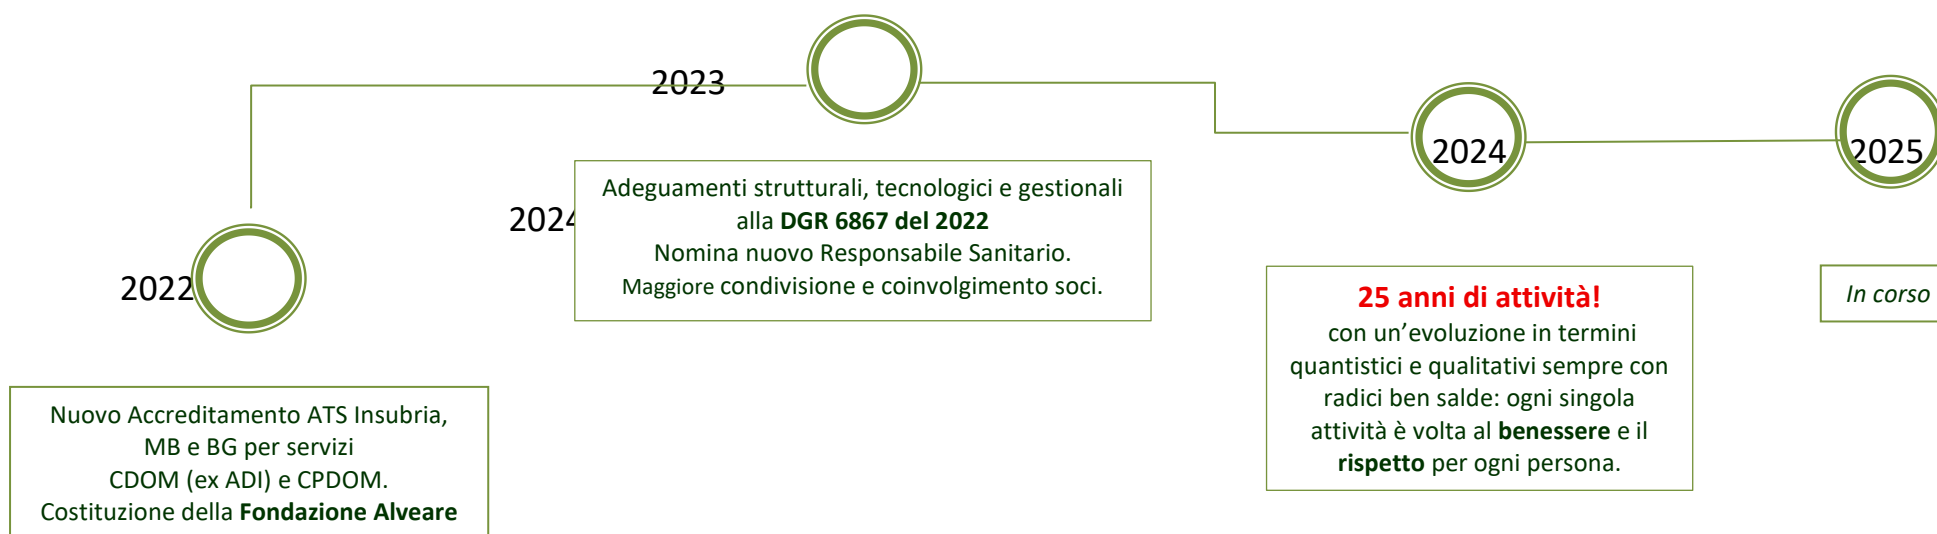 2022
Nuovo Accreditamento ATS Insubria,
MB e BG per servizi
CDOM (ex ADI) e CPDOM.
Costituzione della Fondazione Alveare
2023
2024
Adeguamenti strutturali, tecnologici e gestionali
alla DGR 6867 del 2022
Nomina nuovo Responsabile Sanitario.
Maggiore condivisione e coinvolgimento soci.
2024
25 anni di attività!
con un’evoluzione in termini
quantistici e qualitativi sempre con
radici ben salde: ogni singola
attività è volta al benessere e il
rispetto per ogni persona.
2025
In corso